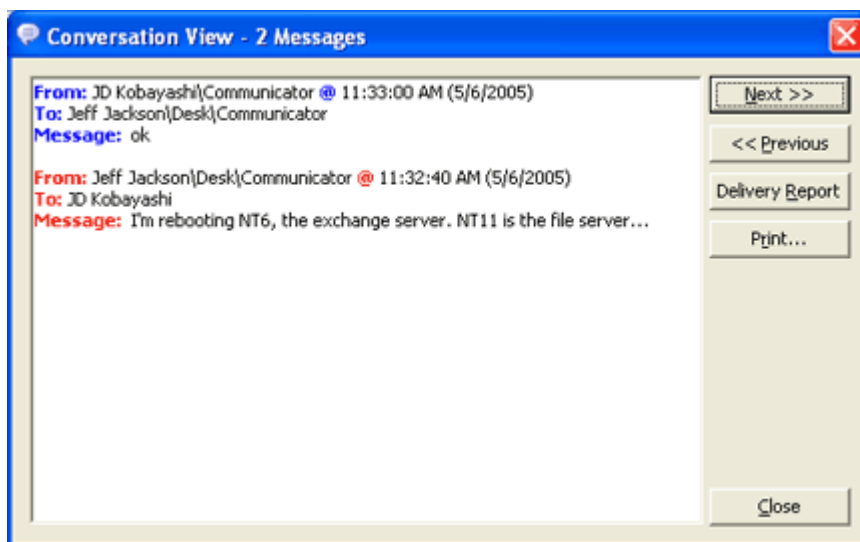 Conversation View - 2 Messages
From: JD Kobayashi\Communicator @ 11:33:00 AM (5/6/2005)
To: Jeff Jackson\Desk\Communicator
Message: ok
From: Jeff Jackson\Desk\Communicator @ 11:32:40 AM (5/6/2005)
To: JD Kobayashi
Message: I'm rebooting NT6, the exchange server. NT11 is the file server...
Next >>
<< Previous
Delivery Report
Print...
Close